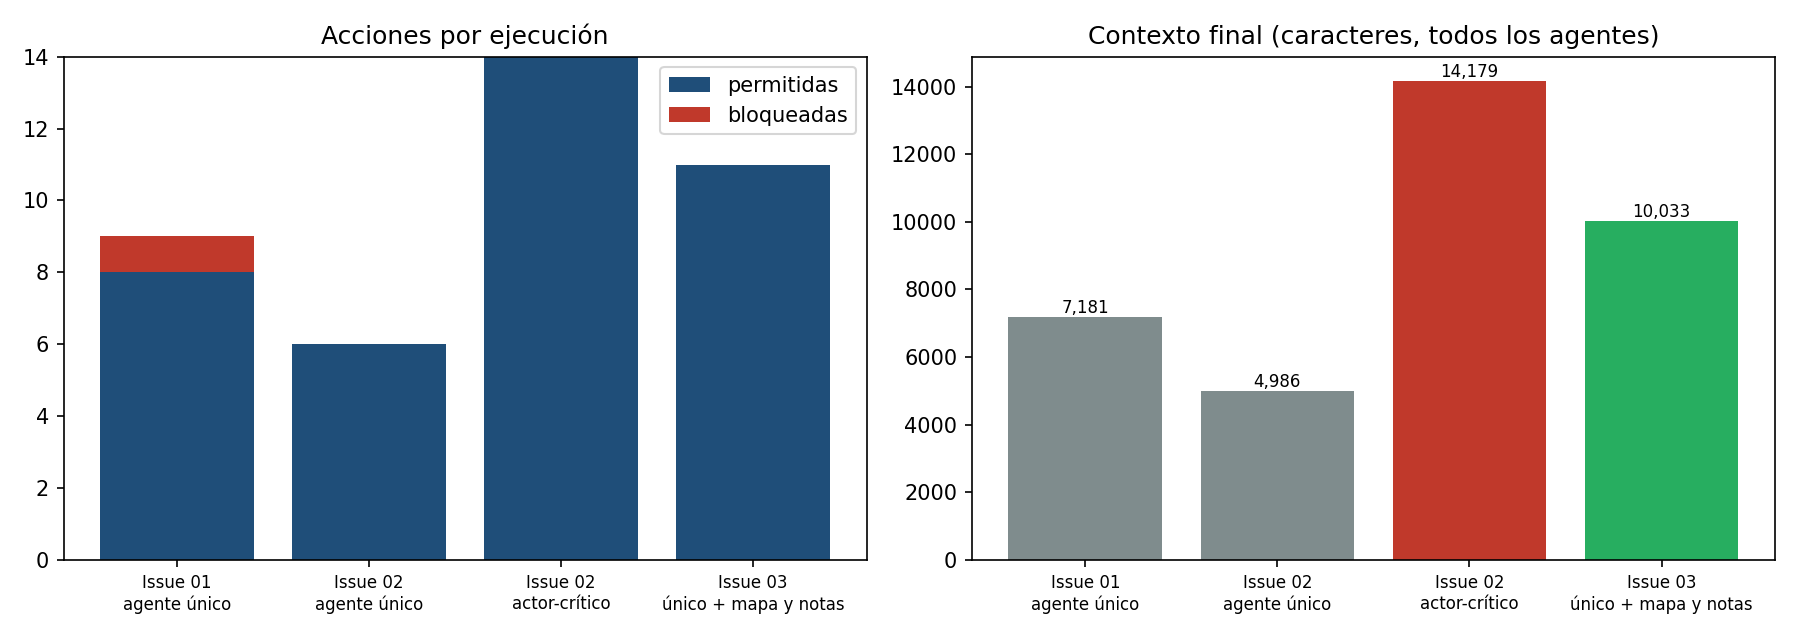 Acciones por ejecución
14
12
10
8
6
4
2
0
permitidas
bloqueadas
Issue 01
agente único
Issue 02
agente único
Issue 02
actor-crítico
Issue 03
único + mapa y notas
Contexto final (caracteres, todos los agentes)
14000
12000
10000
8000
6000
4000
2000
0
7,181
4,986
14,179
10,033
Issue 01
agente único
Issue 02
agente único
Issue 02
actor-crítico
Issue 03
único + mapa y notas